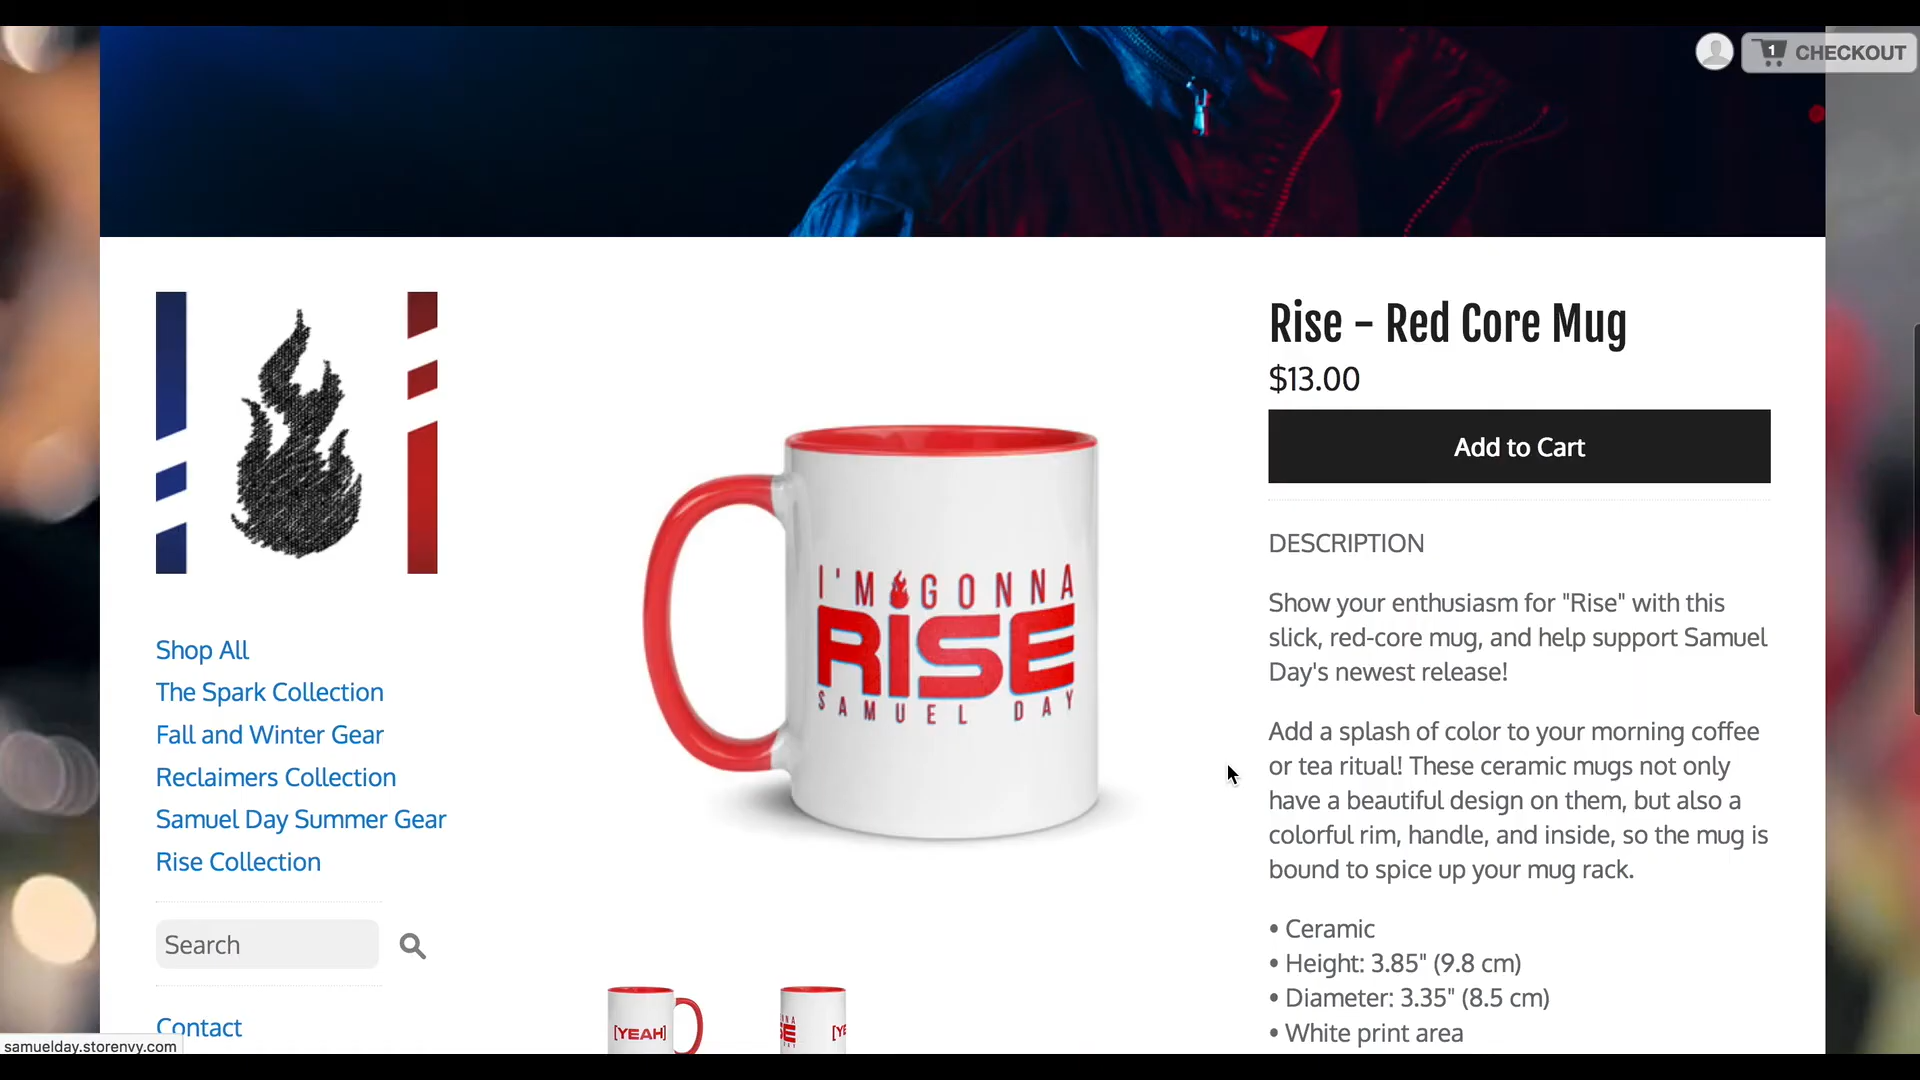 1 CHECKOUT
Rise - Red Core Mug
$13.00
Add to Cart
DESCRIPTION
Show your enthusiasm for "Rise" with this
slick, red-core mug, and help support Samuel
Day's newest release!
Add a splash of color to your morning coffee
or tea ritual! These ceramic mugs not only
have a beautiful design on them, but also a
colorful rim, handle, and inside, so the mug is
bound to spice up your mug rack.
• Ceramic
• Height: 3.85" (9.8 cm)
• Diameter: 3.35" (8.5 cm)
• White print area
I'M GONNA
RISE
SAMUEL DAY
[YEAH]
Shop All
The Spark Collection
Fall and Winter Gear
Reclaimers Collection
Samuel Day Summer Gear
Rise Collection
Search
Contact
samuelday.storenvy.com